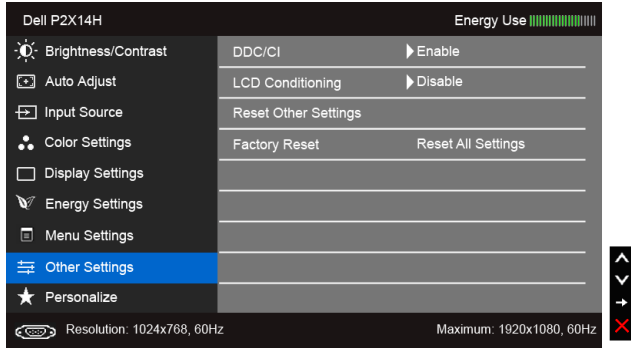 Dell P2X14H Energy Use
Brightness/Contrast DDC/CI Enable
Auto Adjust LCD Conditioning Disable
Input Source Reset Other Settings
Color Settings Factory Reset Reset All Settings
Display Settings
Energy Settings
Menu Settings
Other Settings
Personalize
Resolution: 1024x768, 60Hz Maximum: 1920x1080, 60Hz